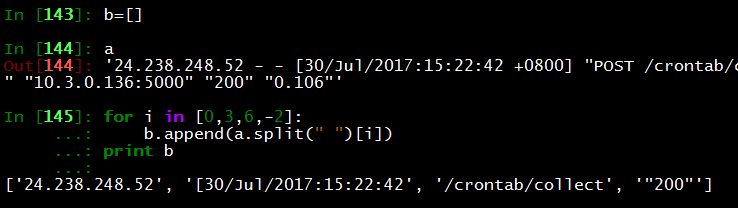 In [143]: b=[]
In [144]: a
Out[144]: '24.238.248.52 - - [30/Jul/2017:15:22:42 +0800] "POST /crontab/c
" "10.3.0.136:5000" "200" "0.106"'
In [145]: for i in [0,3,6,-2]:
...: b.append(a.split(" ")[i])
...: print b
...:
['24.238.248.52', '[30/Jul/2017:15:22:42', '/crontab/collect', '"200"']